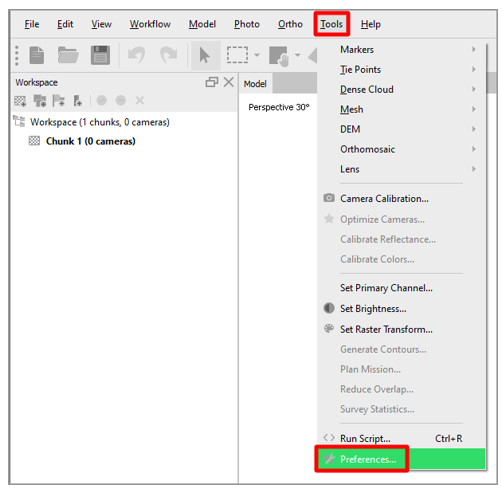 File Edit View Workflow Model Photo Ortho Tools Help
Workspace
Workspace (1 chunks, 0 cameras)
Chunk 1 (0 cameras)
Model
Perspective 30°
Markers
Tie Points
Dense Cloud
Mesh
DEM
Orthomosaic
Lens
Camera Calibration...
Optimize Cameras...
Calibrate Reflectance...
Calibrate Colors...
Set Primary Channel...
Set Brightness...
Set Raster Transform...
Generate Contours...
Plan Mission...
Reduce Overlap...
Survey Statistics...
Run Script... Ctrl+R
Preferences...